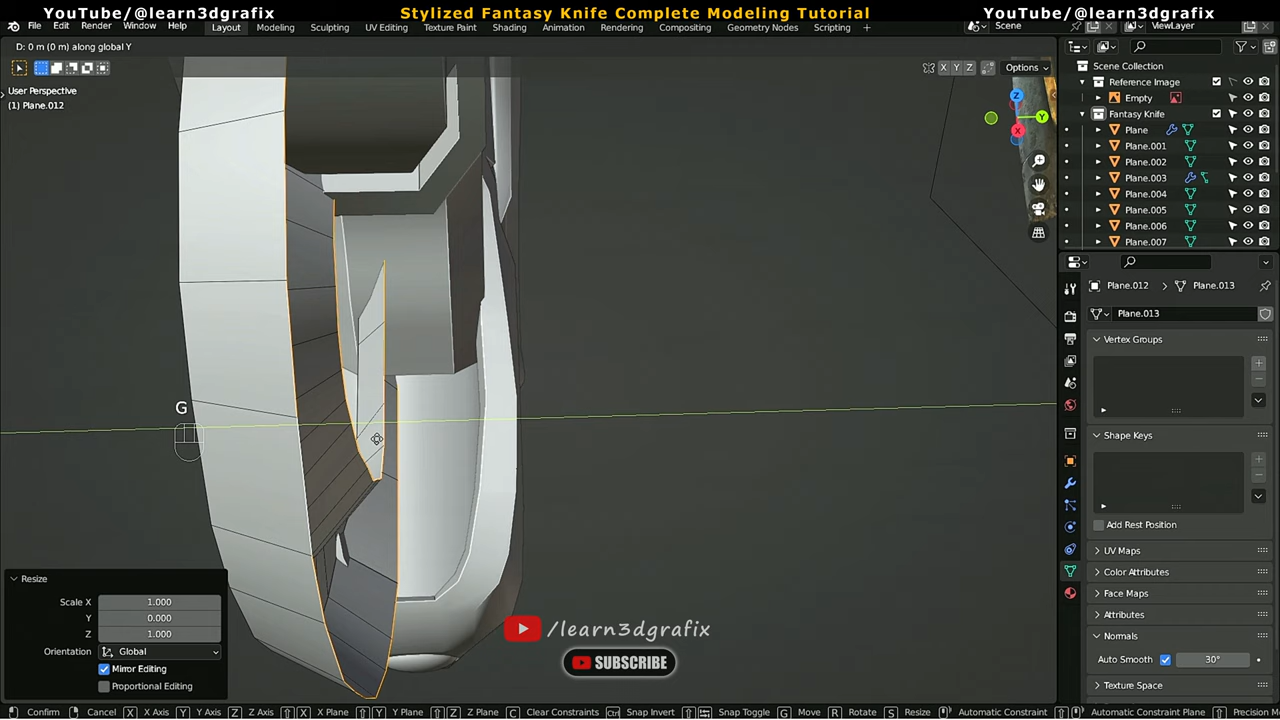 YouTube/@learn3dgrafix
Stylized Fantasy Knife Complete Modeling Tutorial
YouTube/@learn3dgrafix
File Edit Render Window Help
Layout Modeling Sculpting UV Editing Texture Paint Shading Animation Rendering Compositing Geometry Nodes Scripting +
Scene
ViewLayer
D: 0 m (0 m) along global Y
X Y Z
Options
User Perspective
(1) Plane.012
Z
Y
X
G
Resize
Scale X 1.000
Y 0.000
Z 1.000
Orientation Global
Mirror Editing
Proportional Editing
/learn3dgrafix
SUBSCRIBE
Scene Collection
Reference Image
Empty
Fantasy Knife
Plane
Plane.001
Plane.002
Plane.003
Plane.004
Plane.005
Plane.006
Plane.007
Plane.012 > Plane.013
Plane.013
Vertex Groups
Shape Keys
Add Rest Position
UV Maps
Color Attributes
Face Maps
Attributes
Normals
Auto Smooth 30°
Texture Space
Confirm Cancel X X Axis Y Y Axis Z Z Axis X X Plane Y Y Plane Z Z Plane C Clear Constraints Ctrl Snap Invert Snap Toggle G Move R Rotate S Resize Automatic Constraint Automatic Constraint Plane Precision M